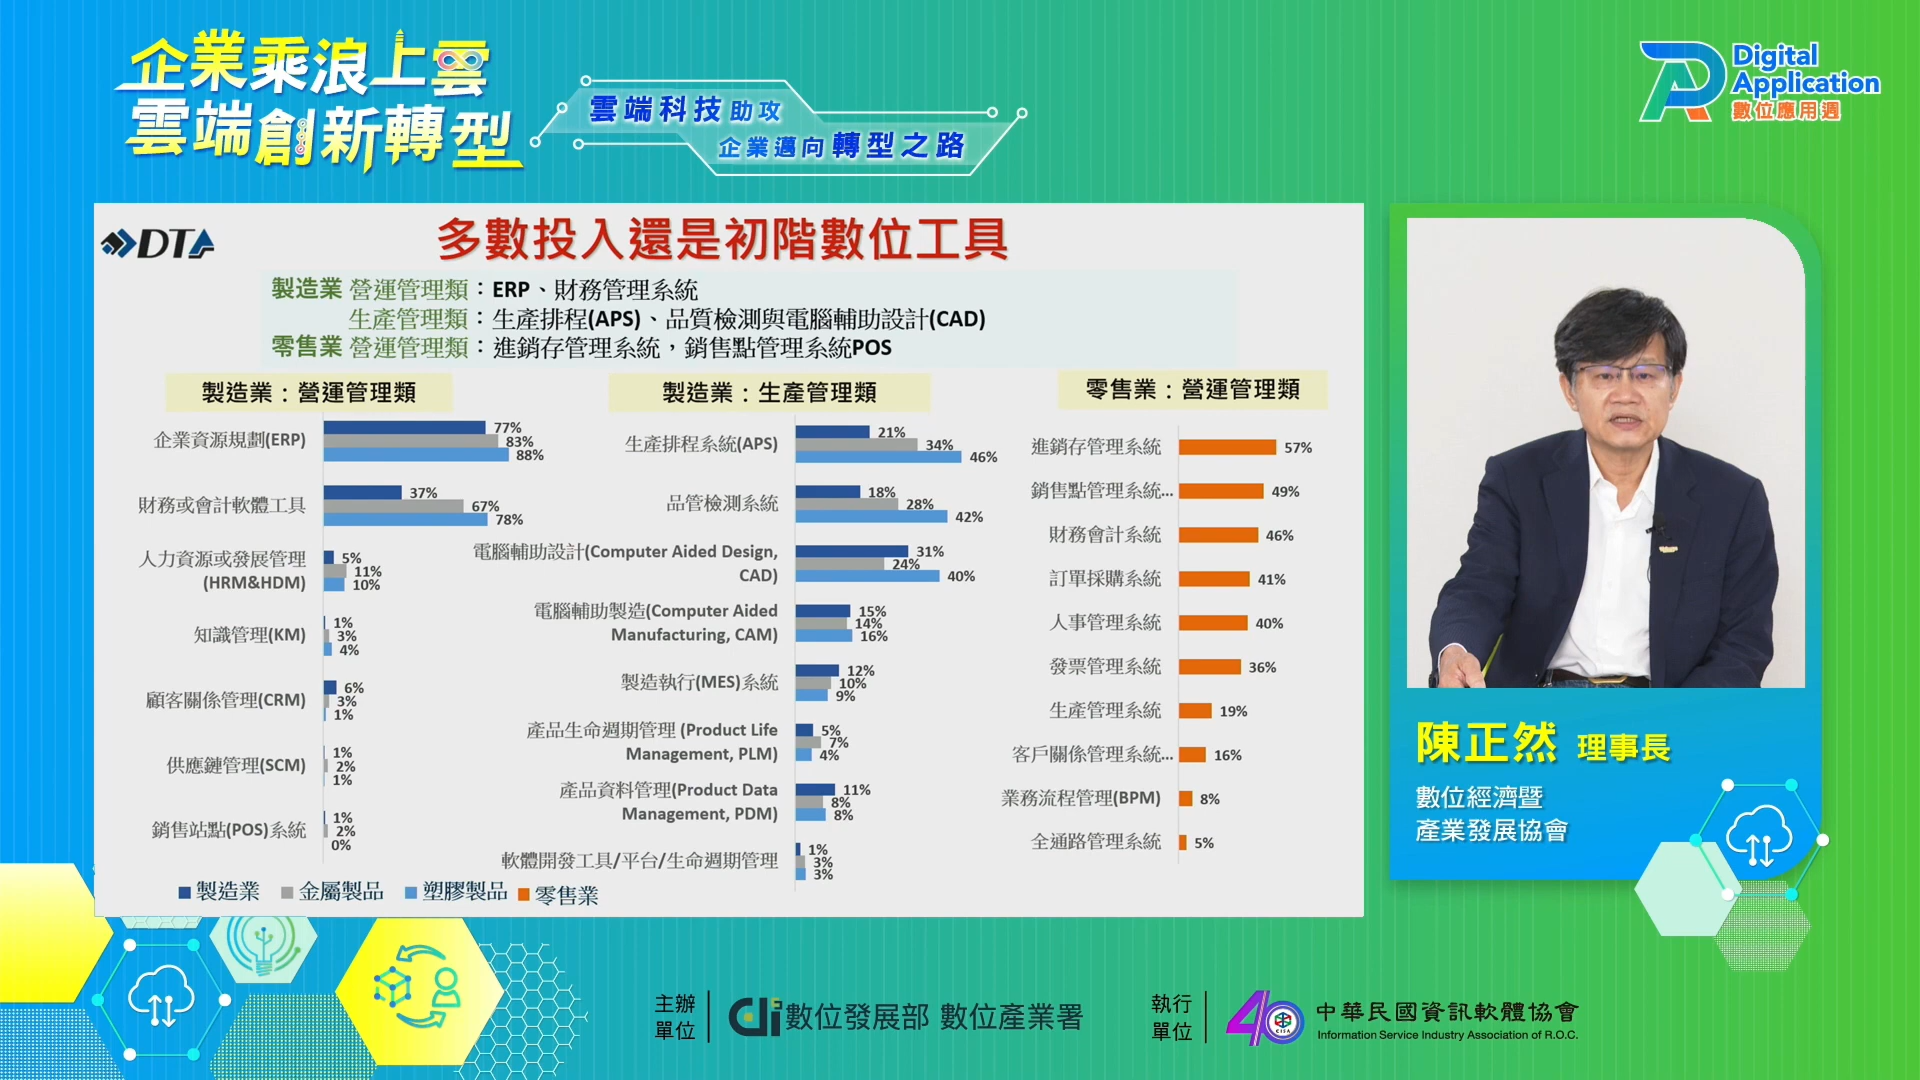 企業乘浪上雲
雲端創新轉型
雲端科技助攻
企業邁向轉型之路
Digital
Application
數位應用週
DTA
多數投入還是初階數位工具
製造業 營運管理類：ERP、財務管理系統
生產管理類：生產排程(APS)、品質檢測與電腦輔助設計(CAD)
零售業 營運管理類：進銷存管理系統，銷售點管理系統POS
製造業：營運管理類
企業資源規劃(ERP)
77%
83%
88%
財務或會計軟體工具
37%
67%
78%
人力資源或發展管理
(HRM&HDM)
5%
11%
10%
知識管理(KM)
1%
3%
4%
顧客關係管理(CRM)
6%
3%
1%
供應鏈管理(SCM)
1%
2%
1%
銷售站點(POS)系統
1%
2%
0%
製造業：生產管理類
生產排程系統(APS)
21%
34%
46%
品管檢測系統
18%
28%
42%
電腦輔助設計(Computer Aided Design,
CAD)
31%
24%
40%
電腦輔助製造(Computer Aided
Manufacturing, CAM)
15%
14%
16%
製造執行(MES)系統
12%
10%
9%
產品生命週期管理 (Product Life
Management, PLM)
5%
7%
4%
產品資料管理(Product Data
Management, PDM)
11%
8%
8%
軟體開發工具/平台/生命週期管理
1%
3%
3%
零售業：營運管理類
進銷存管理系統 57%
銷售點管理系統... 49%
財務會計系統 46%
訂單採購系統 41%
人事管理系統 40%
發票管理系統 36%
生產管理系統 19%
客戶關係管理系統... 16%
業務流程管理(BPM) 8%
全通路管理系統 5%
製造業 金屬製品 塑膠製品 零售業
陳正然 理事長
數位經濟暨
產業發展協會
主辦
單位
數位發展部 數位產業署
執行
單位
40
CISA
中華民國資訊軟體協會
Information Service Industry Association of R.O.C.